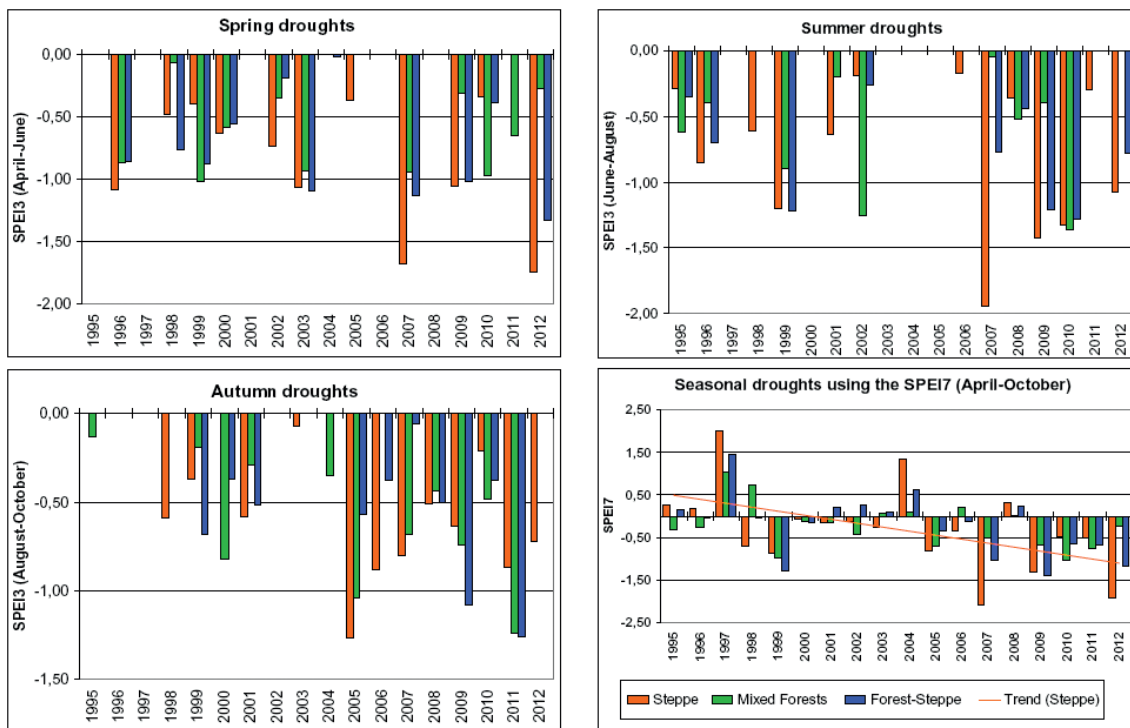 Spring droughts
SPEI3 (April-June)
0,00
-0,50
-1,00
-1,50
-2,00
1995 1996 1997 1998 1999 2000 2001 2002 2003 2004 2005 2006 2007 2008 2009 2010 2011 2012
Summer droughts
SPEI3 (June-August)
0,00
-0,50
-1,00
-1,50
-2,00
1995 1996 1997 1998 1999 2000 2001 2002 2003 2004 2005 2006 2007 2008 2009 2010 2011 2012
Autumn droughts
SPEI3 (August-October)
0,00
-0,50
-1,00
-1,50
1995 1996 1997 1998 1999 2000 2001 2002 2003 2004 2005 2006 2007 2008 2009 2010 2011 2012
Seasonal droughts using the SPEI7 (April-October)
SPEI7
2,50
1,50
0,50
-0,50
-1,50
-2,50
1995 1996 1997 1998 1999 2000 2001 2002 2003 2004 2005 2006 2007 2008 2009 2010 2011 2012
Steppe Mixed Forests Forest-Steppe Trend (Steppe)